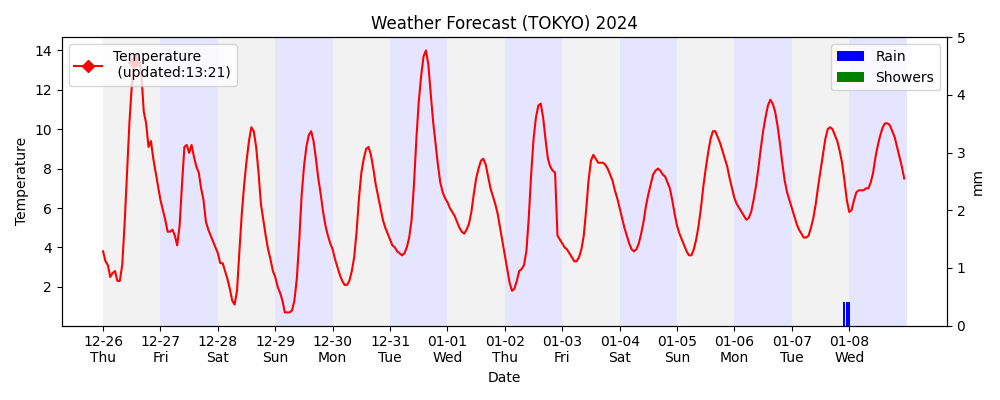 Weather Forecast (TOKYO) 2024
Temperature
(updated:13:21)
Rain
Showers
14
12
10
8
6
4
2
Temperature
5
4
3
2
1
0
mm
12-26 12-27 12-28 12-29 12-30 12-31 01-01 01-02 01-03 01-04 01-05 01-06 01-07 01-08
Thu Fri Sat Sun Mon Tue Wed Thu Fri Sat Sun Mon Tue Wed
Date